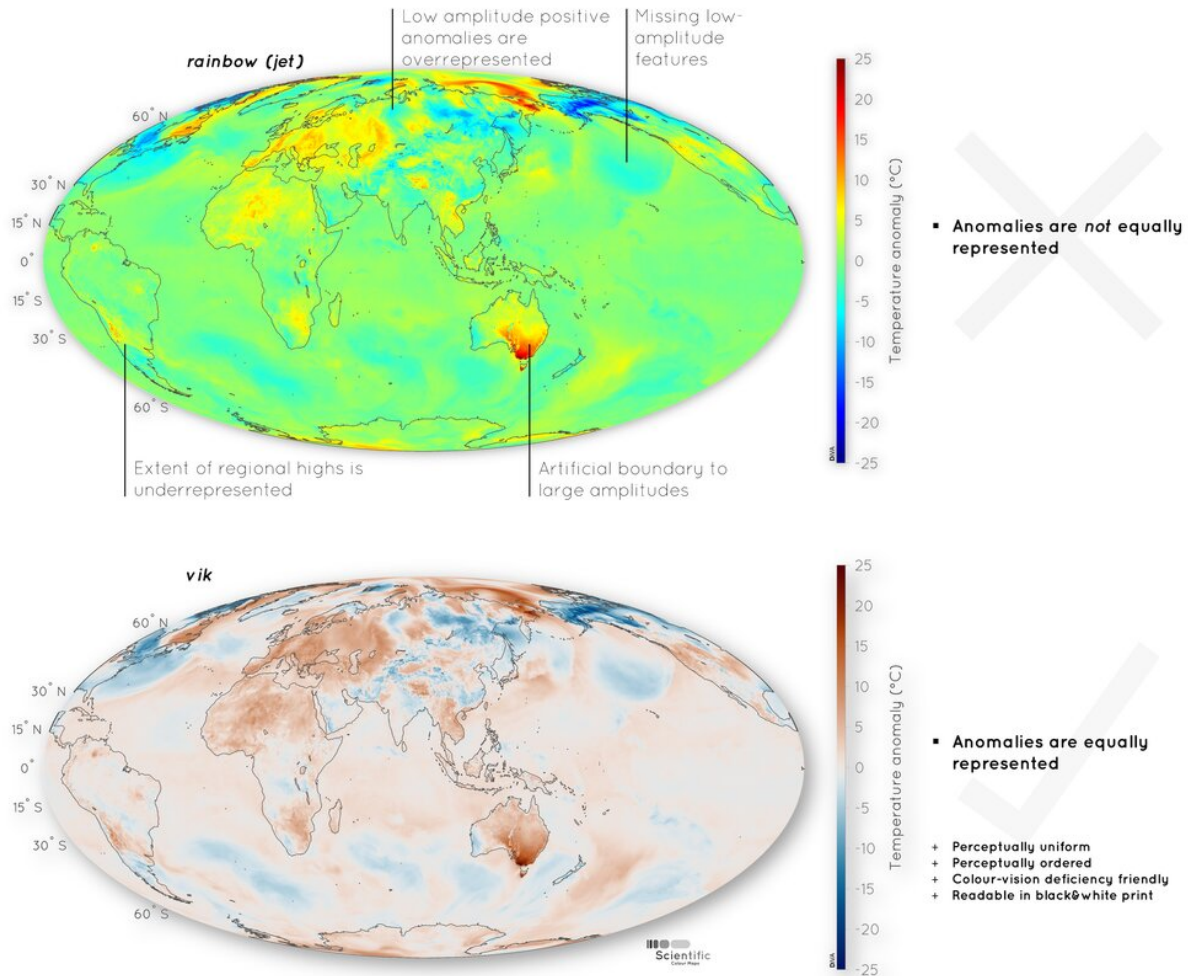 Low amplitude positive
anomalies are
overrepresented
Missing low-
amplitude
features
rainbow (jet)
60° N
30° N
15° N
0°
15° S
30° S
60° S
Extent of regional highs is
underrepresented
Artificial boundary to
large amplitudes
25
20
15
10
5
0
-5
-10
-15
-20
-25
Temperature anomaly (°C)
DIVA
▪ Anomalies are not equally
represented
vik
60° N
30° N
15° N
0°
15° S
30° S
60° S
Scientific
Colour Maps
25
20
15
10
5
0
-5
-10
-15
-20
-25
Temperature anomaly (°C)
DIVA
▪ Anomalies are equally
represented
+ Perceptually uniform
+ Perceptually ordered
+ Colour-vision deficiency friendly
+ Readable in black&white print